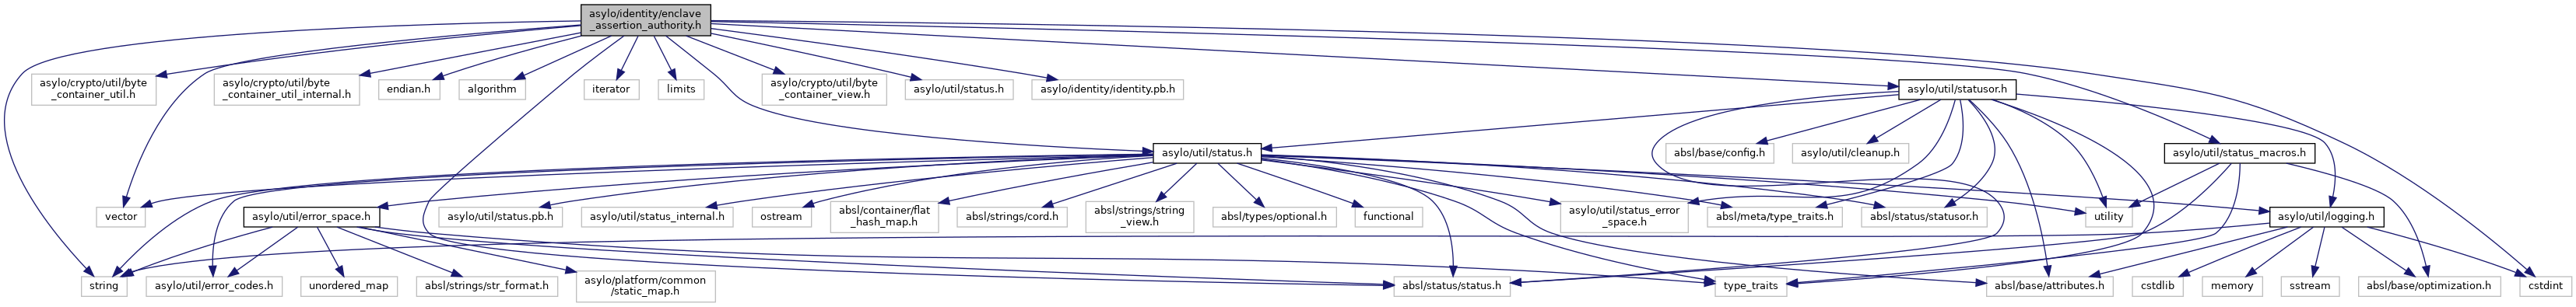 asylo/identity/enclave
_assertion_authority.h
asylo/crypto/util/byte
_container_util.h
asylo/crypto/util/byte
_container_util_internal.h
endian.h
algorithm
iterator
limits
asylo/crypto/util/byte
_container_view.h
asylo/util/status.h
asylo/identity/identity.pb.h
asylo/util/statusor.h
asylo/util/status.h
absl/base/config.h
asylo/util/cleanup.h
asylo/util/status_macros.h
vector
asylo/util/error_space.h
asylo/util/status.pb.h
asylo/util/status_internal.h
ostream
absl/container/flat
_hash_map.h
absl/strings/cord.h
absl/strings/string
_view.h
absl/types/optional.h
functional
asylo/util/status_error
_space.h
absl/meta/type_traits.h
absl/status/statusor.h
utility
asylo/util/logging.h
string
asylo/util/error_codes.h
unordered_map
absl/strings/str_format.h
asylo/platform/common
/static_map.h
absl/status/status.h
type_traits
absl/base/attributes.h
cstdlib
memory
sstream
absl/base/optimization.h
cstdint